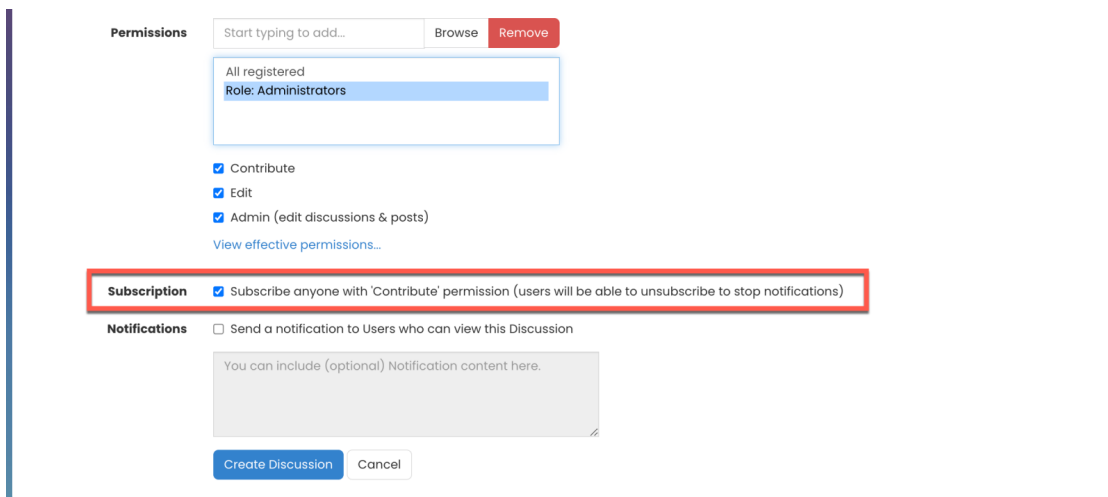 Permissions Start typing to add... Browse Remove
All registered
Role: Administrators
Contribute
Edit
Admin (edit discussions & posts)
View effective permissions...
Subscription Subscribe anyone with 'Contribute' permission (users will be able to unsubscribe to stop notifications)
Notifications Send a notification to Users who can view this Discussion
You can include (optional) Notification content here.
Create Discussion Cancel